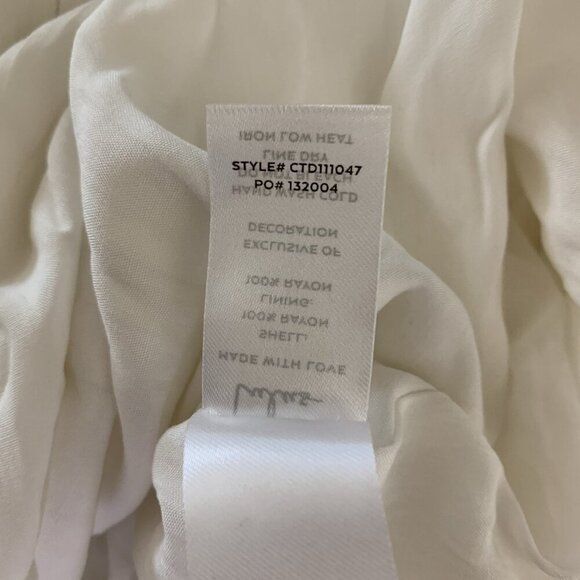 STYLE# CTD111047
PO# 132004
Lulus
MADE WITH LOVE
SHELL:
100% RAYON
LINING:
100% RAYON
EXCLUSIVE OF
DECORATION
HAND WASH COLD
DO NOT BLEACH
LINE DRY
IRON LOW HEAT